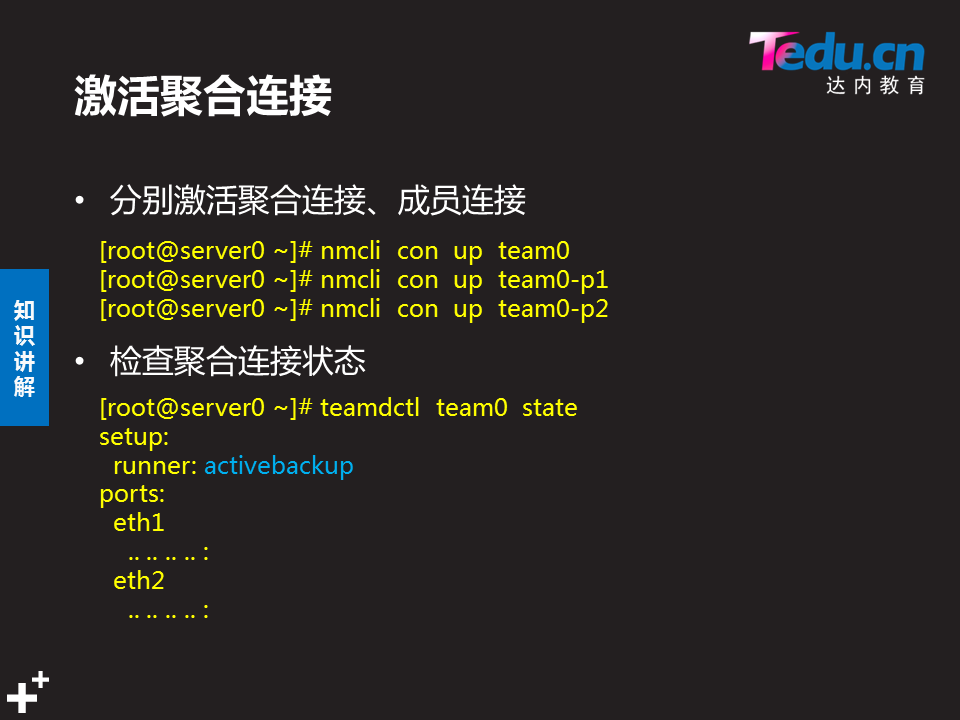 Tedu.cn
达内教育
激活聚合连接
• 分别激活聚合连接、成员连接
[root@server0 ~]# nmcli con up team0
[root@server0 ~]# nmcli con up team0-p1
[root@server0 ~]# nmcli con up team0-p2
知识讲解
• 检查聚合连接状态
[root@server0 ~]# teamdctl team0 state
setup:
runner: activebackup
ports:
eth1
.. .. .. .. :
eth2
.. .. .. .. :